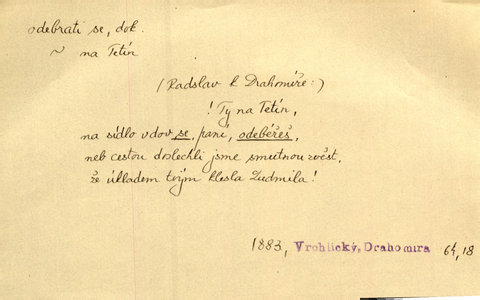 odebrati se, dok.
~ na Tetín
(Radslav k Drahomíře:)
! Ty na Tetín,
na sídlo vdov se, paní, odebéřeš,
neb cestou doslechli jsme smutnou zvěst,
že úkladem tvým klesla Ludmila!
1883, Vrchlický, Drahomíra 64, 18